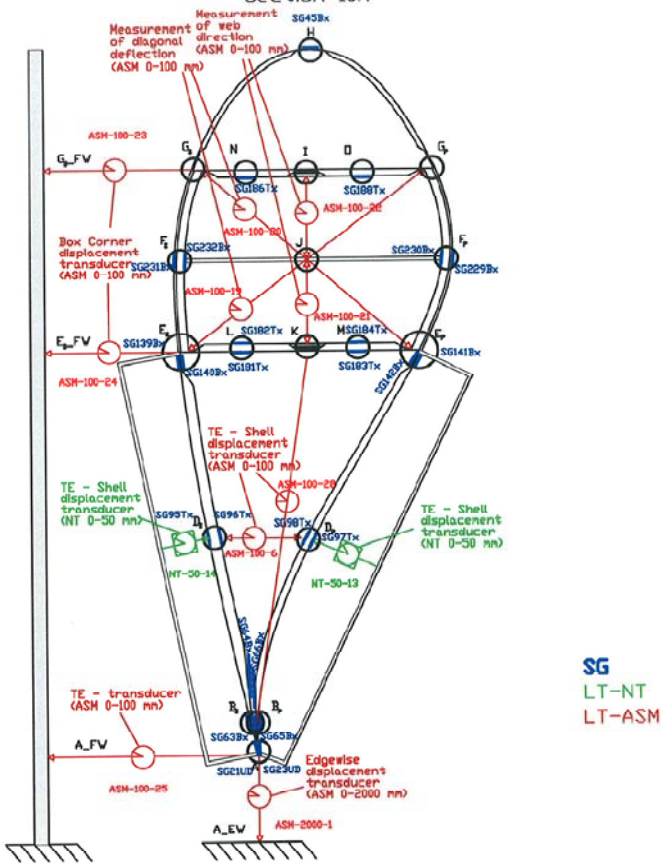 SG45Bx
H
Measurement
of diagonal
deflection
(ASM 0-100 mm)
Measurement
of web
direction
(ASM 0-100 mm)
ASM-100-23
G_FW
N
I
O
SG186Tx
SG188Tx
ASM-100-22
ASM-100-20
Box Corner
displacement
transducer
(ASM 0-100 mm)
SG232Bx
SG231Bx
J
SG230Bx
SG229Bx
ASM-100-19
ASM-100-21
E_FW
SG139Bx
L
SG182Tx
K
M
SG184Tx
SG141Bx
SG140Bx
SG181Tx
SG183Tx
SG142Bx
ASM-100-24
TE - Shell
displacement
transducer
(ASM 0-100 mm)
ASM-100-28
TE - Shell
displacement
transducer
(NT 0-50 mm)
SG95Tx
SG96Tx
SG98Tx
SG97Tx
ASM-100-6
NT-50-14
NT-50-13
TE - Shell
displacement
transducer
(NT 0-50 mm)
SG64Bx
SG66Bx
SG
LT-NT
LT-ASM
TE - transducer
(ASM 0-100 mm)
SG63Bx
SG65Bx
A_FW
SG21UD
SG23UD
ASM-100-25
Edgewise
displacement
transducer
(ASM 0-2000 mm)
A_EW
ASM-2000-1